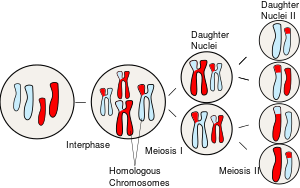 Daughter
Nuclei II
Daughter
Nuclei
Interphase
Meiosis I
Homologous
Chromosomes
Meiosis II